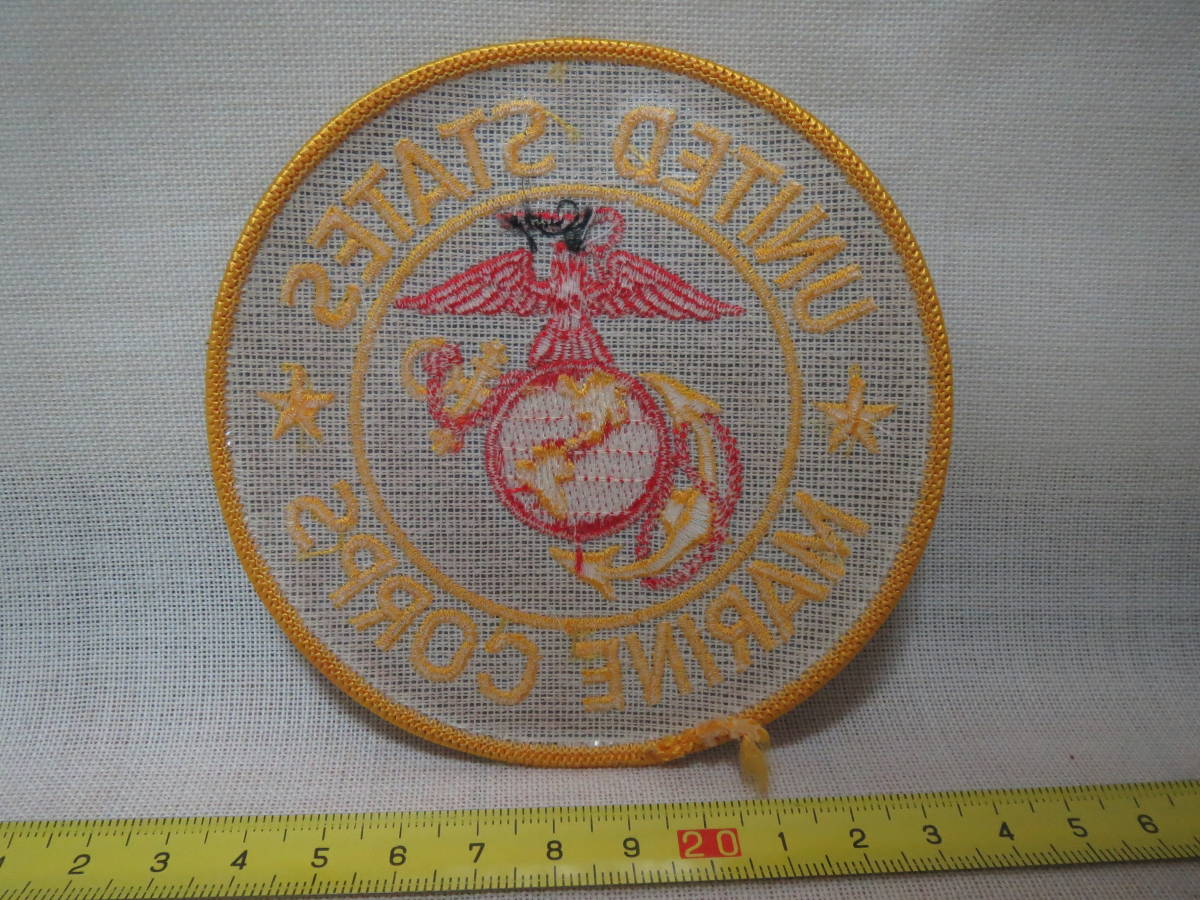 UNITED STATES
MARINE CORPS
1 2 3 4 5 6 7 8 9 20 1 2 3 4 5 6